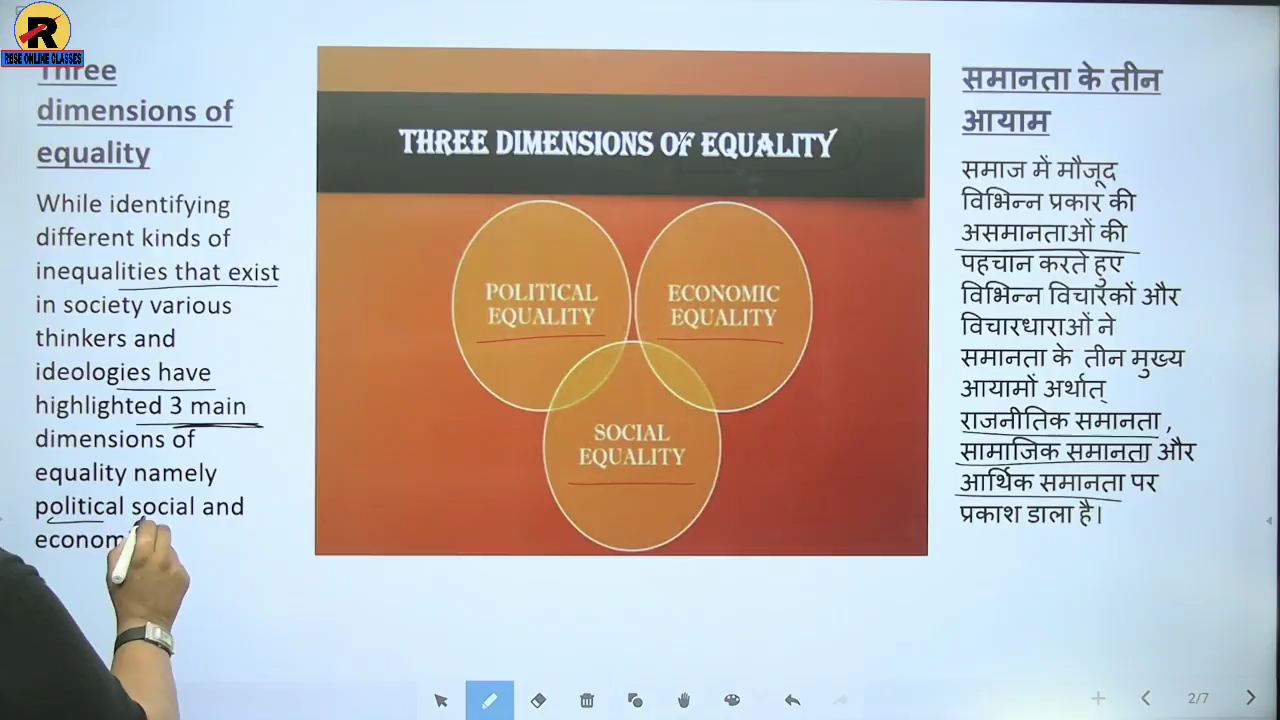 R
RBSE ONLINE CLASSES
Three
dimensions of
equality
While identifying
different kinds of
inequalities that exist
in society various
thinkers and
ideologies have
highlighted 3 main
dimensions of
equality namely
political social and
econom
THREE DIMENSIONS OF EQUALITY
POLITICAL
EQUALITY
ECONOMIC
EQUALITY
SOCIAL
EQUALITY
समानता के तीन
आयाम
समाज में मौजूद
विभिन्न प्रकार की
असमानताओं की
पहचान करते हुए
विभिन्न विचारकों और
विचारधाराओं ने
समानता के तीन मुख्य
आयामों अर्थात्
राजनीतिक समानता ,
सामाजिक समानता और
आर्थिक समानता पर
प्रकाश डाला है।
2/7